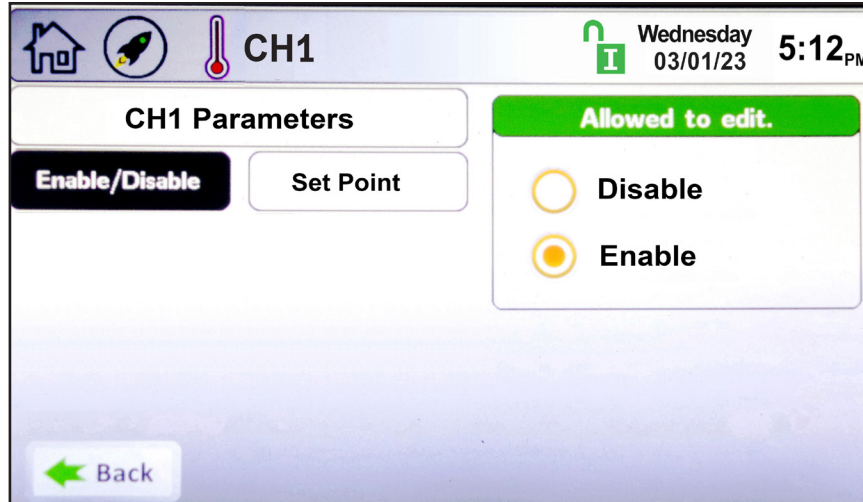 CH1
Wednesday
03/01/23
5:12PM
I
CH1 Parameters
Allowed to edit.
Enable/Disable
Set Point
Disable
Enable
Back